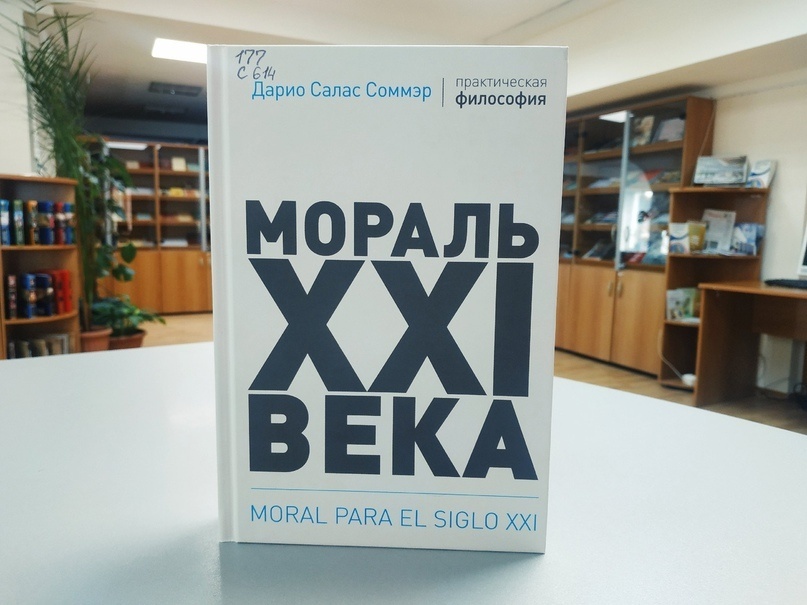 177
С 614
Дарио Салас Соммэр
практическая
философия
МОРАЛЬ
XXI
ВЕКА
MORAL PARA EL SIGLO XXI